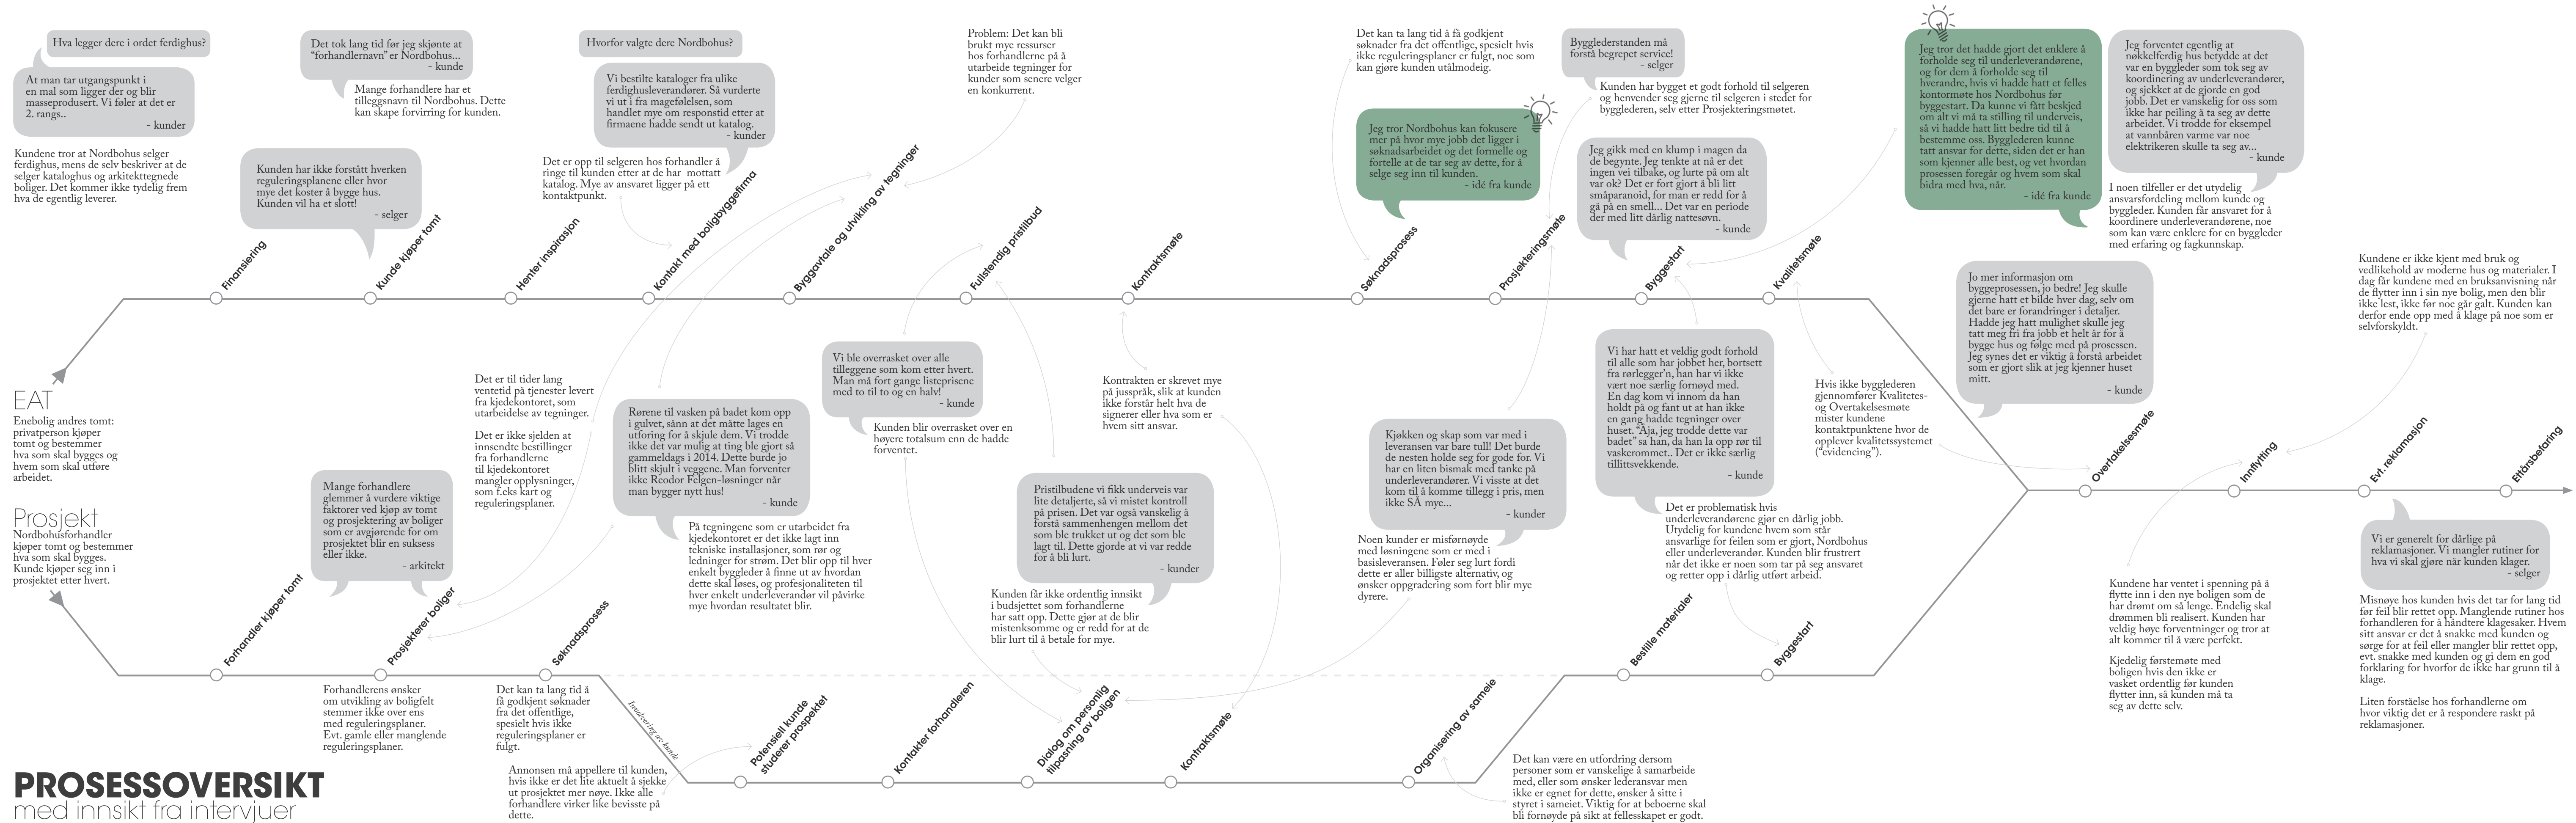 Hva legger dere i ordet ferdighus?
At man tar utgangspunkt i
en mal som ligger der og blir
masseprodusert. Vi føler at det er
2. rangs..
- kunder
Kundene tror at Nordbohus selger
ferdighus, mens de selv beskriver at de
selger kataloghus og arkitekttegnede
boliger. Det kommer ikke tydelig frem
hva de egentlig leverer.
Det tok lang tid før jeg skjønte at
“forhandlernavn” er Nordbohus...
- kunde
Mange forhandlere har et
tilleggsnavn til Nordbohus. Dette
kan skape forvirring for kunden.
Kunden har ikke forstått hverken
reguleringsplanene eller hvor
mye det koster å bygge hus.
Kunden vil ha et slott!
- selger
Hvorfor valgte dere Nordbohus?
Vi bestilte kataloger fra ulike
ferdighusleverandører. Så vurderte
vi ut i fra magefølelsen, som
handlet mye om responstid etter at
firmaene hadde sendt ut katalog.
- kunder
Det er opp til selgeren hos forhandler å
ringe til kunden etter at de har mottatt
katalog. Mye av ansvaret ligger på ett
kontaktpunkt.
Problem: Det kan bli
brukt mye ressurser
hos forhandlerne på å
utarbeide tegninger for
kunder som senere velger
en konkurrent.
Det kan ta lang tid å få godkjent
søknader fra det offentlige, spesielt hvis
ikke reguleringsplaner er fulgt, noe som
kan gjøre kunden utålmodeig.
Jeg tror Nordbohus kan fokusere
mer på hvor mye jobb det ligger i
søknadsarbeidet og det formelle og
fortelle at de tar seg av dette, for å
selge seg inn til kunden.
- idé fra kunde
Bygglederstanden må
forstå begrepet service!
- selger
Kunden har bygget et godt forhold til selgeren
og henvender seg gjerne til selgeren i stedet for
bygglederen, selv etter Prosjekteringsmøtet.
Jeg gikk med en klump i magen da
de begynte. Jeg tenkte at nå er det
ingen vei tilbake, og lurte på om alt
var ok? Det er fort gjort å bli litt
småparanoid, for man er redd for å
gå på en smell... Det var en periode
der med litt dårlig nattesøvn.
- kunde
Jeg tror det hadde gjort det enklere å
forholde seg til underleverandørene,
og for dem å forholde seg til
hverandre, hvis vi hadde hatt et felles
kontormøte hos Nordbohus før
byggestart. Da kunne vi fått beskjed
om alt vi må ta stilling til underveis,
så vi hadde hatt litt bedre tid til å
bestemme oss. Bygglederen kunne
tatt ansvar for dette, siden det er han
som kjenner alle best, og vet hvordan
prosessen foregår og hvem som skal
bidra med hva, når.
- idé fra kunde
Jeg forventet egentlig at
nøkkelferdig hus betydde at det
var en byggleder som tok seg av
koordinering av underleverandører,
og sjekket at de gjorde en god
jobb. Det er vanskelig for oss som
ikke har peiling å ta seg av dette
arbeidet. Vi trodde for eksempel
at vannbåren varme var noe
elektrikeren skulle ta seg av...
- kunde
I noen tilfeller er det utydelig
ansvarsfordeling mellom kunde og
byggleder. Kunden får ansvaret for å
koordinere underleverandørene, noe
som kan være enklere for en byggleder
med erfaring og fagkunnskap.
Finansiering
Kunde kjøper tomt
Henter inspirasjon
Kontakt med boligbyggefirma
Byggavtale og utvikling av tegninger
Fullstendig pristilbud
Kontraktsmøte
Søknadsprosess
Prosjekteringsmøte
Byggestart
Kvalitetsmøte
EAT
Enebolig andres tomt:
privatperson kjøper
tomt og bestemmer
hva som skal bygges og
hvem som skal utføre
arbeidet.
Prosjekt
Nordbohusforhandler
kjøper tomt og bestemmer
hva som skal bygges.
Kunde kjøper seg inn i
prosjektet etter hvert.
Mange forhandlere
glemmer å vurdere viktige
faktorer ved kjøp av tomt
og prosjektering av boliger
som er avgjørende for om
prosjektet blir en suksess
eller ikke.
- arkitekt
Det er til tider lang
ventetid på tjenester levert
fra kjedekontoret, som
utarbeidelse av tegninger.
Det er ikke sjelden at
innsendte bestillinger
fra forhandlerne
til kjedekontoret
mangler opplysninger,
som f.eks kart og
reguleringsplaner.
Rørene til vasken på badet kom opp
i gulvet, sånn at det måtte lages en
utforing for å skjule dem. Vi trodde
ikke det var mulig at ting ble gjort så
gammeldags i 2014. Dette burde jo
blitt skjult i veggene. Man forventer
ikke Reodor Felgen-løsninger når
man bygger nytt hus!
- kunde
På tegningene som er utarbeidet fra
kjedekontoret er det ikke lagt inn
tekniske installasjoner, som rør og
ledninger for strøm. Det blir opp til hver
enkelt byggleder å finne ut av hvordan
dette skal løses, og profesjonaliteten til
hver enkelt underleverandør vil påvirke
mye hvordan resultatet blir.
Vi ble overrasket over alle
tilleggene som kom etter hvert.
Man må fort gange listeprisene
med to til to og en halv!
- kunde
Kunden blir overrasket over en
høyere totalsum enn de hadde
forventet.
Pristilbudene vi fikk underveis var
lite detaljerte, så vi mistet kontroll
på prisen. Det var også vanskelig å
forstå sammenhengen mellom det
som ble trukket ut og det som ble
lagt til. Dette gjorde at vi var redde
for å bli lurt.
- kunder
Kunden får ikke ordentlig innsikt
i budsjettet som forhandlerne
har satt opp. Dette gjør at de blir
mistenksomme og er redd for at de
blir lurt til å betale for mye.
Kontrakten er skrevet mye
på jusspråk, slik at kunden
ikke forstår helt hva de
signerer eller hva som er
hvem sitt ansvar.
Kjøkken og skap som var med i
leveransen var bare tull! Det burde
de nesten holde seg for gode for. Vi
har en liten bismak med tanke på
underleverandører. Vi visste at det
kom til å komme tillegg i pris, men
ikke SÅ mye...
- kunder
Noen kunder er misfornøyde
med løsningene som er med i
basisleveransen. Føler seg lurt fordi
dette er aller billigste alternativ, og
ønsker oppgradering som fort blir mye
dyrere.
Vi har hatt et veldig godt forhold
til alle som har jobbet her, bortsett
fra rørlegger’n, han har vi ikke
vært noe særlig fornøyd med.
En dag kom vi innom da han
holdt på og fant ut at han ikke
en gang hadde tegninger over
huset. “Åja, jeg trodde dette var
badet” sa han, da han la opp rør til
vaskerommet.. Det er ikke særlig
tillittsvekkende.
- kunde
Det er problematisk hvis
underleverandørene gjør en dårlig jobb.
Utydelig for kundene hvem som står
ansvarlige for feilen som er gjort, Nordbohus
eller underleverandør. Kunden blir frustrert
når det ikke er noen som tar på seg ansvaret
og retter opp i dårlig utført arbeid.
Hvis ikke bygglederen
gjennomfører Kvalitetes-
og Overtakelsesmøte
mister kundene
kontaktpunktene hvor de
opplever kvalitetssystemet
(“evidencing”).
Jo mer informasjon om
byggeprosessen, jo bedre! Jeg skulle
gjerne hatt et bilde hver dag, selv om
det bare er forandringer i detaljer.
Hadde jeg hatt mulighet skulle jeg
tatt meg fri fra jobb et helt år for å
bygge hus og følge med på prosessen.
Jeg synes det er viktig å forstå arbeidet
som er gjort slik at jeg kjenner huset
mitt.
- kunde
Kundene er ikke kjent med bruk og
vedlikehold av moderne hus og materialer. I
dag får kundene med en bruksanvisning når
de flytter inn i sin nye bolig, men den blir
ikke lest, ikke før noe går galt. Kunden kan
derfor ende opp med å klage på noe som er
selvforskyldt.
Overtakelsesmøte
Innflytting
Evt. reklamasjon
Ettårsbefaring
Kundene har ventet i spenning på å
flytte inn i den nye boligen som de
har drømt om så lenge. Endelig skal
drømmen bli realisert. Kunden har
veldig høye forventninger og tror at
alt kommer til å være perfekt.
Kjedelig førstemøte med
boligen hvis den ikke er
vasket ordentlig før kunden
flytter inn, så kunden må ta
seg av dette selv.
Vi er generelt for dårlige på
reklamasjoner. Vi mangler rutiner for
hva vi skal gjøre når kunden klager.
- selger
Misnøye hos kunden hvis det tar for lang tid
før feil blir rettet opp. Manglende rutiner hos
forhandleren for å håndtere klagesaker. Hvem
sitt ansvar er det å snakke med kunden og
sørge for at feil eller mangler blir rettet opp,
evt. snakke med kunden og gi dem en god
forklaring for hvorfor de ikke har grunn til å
klage.
Liten forståelse hos forhandlerne om
hvor viktig det er å respondere raskt på
reklamasjoner.
Forhandler kjøper tomt
Prosjekterer boliger
Søknadsprosess
Bestille materialer
Byggestart
Forhandlerens ønsker
om utvikling av boligfelt
stemmer ikke over ens
med reguleringsplaner.
Evt. gamle eller manglende
reguleringsplaner.
Det kan ta lang tid å
få godkjent søknader
fra det offentlige,
spesielt hvis ikke
reguleringsplaner er
fulgt.
Involvering av kunde
Annonsen må appellere til kunden,
hvis ikke er det lite aktuelt å sjekke
ut prosjektet mer nøye. Ikke alle
forhandlere virker like bevisste på
dette.
Potensiell kunde
studerer prospektet
Kontakter forhandleren
Dialog om personlig
tilpasning av boligen
Kontraktsmøte
Organisering av sameie
Det kan være en utfordring dersom
personer som er vanskelige å samarbeide
med, eller som ønsker lederansvar men
ikke er egnet for dette, ønsker å sitte i
styret i sameiet. Viktig for at beboerne skal
bli fornøyde på sikt at fellesskapet er godt.
PROSESSOVERSIKT
med innsikt fra intervjuer